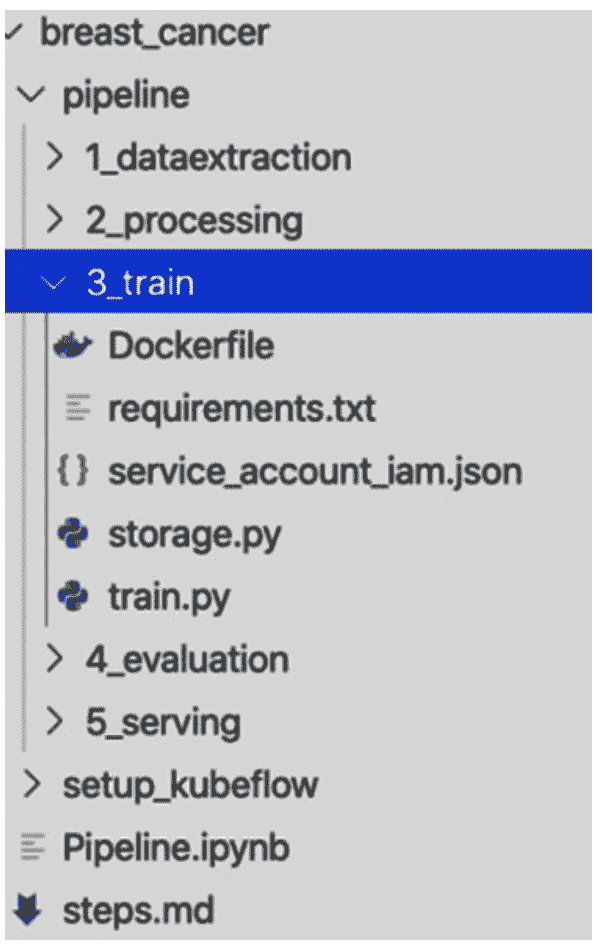 breast_cancer
pipeline
1_dataextraction
2_processing
3_train
Dockerfile
requirements.txt
{} service_account_iam.json
storage.py
train.py
4_evaluation
5_serving
setup_kubeflow
Pipeline.ipynb
steps.md